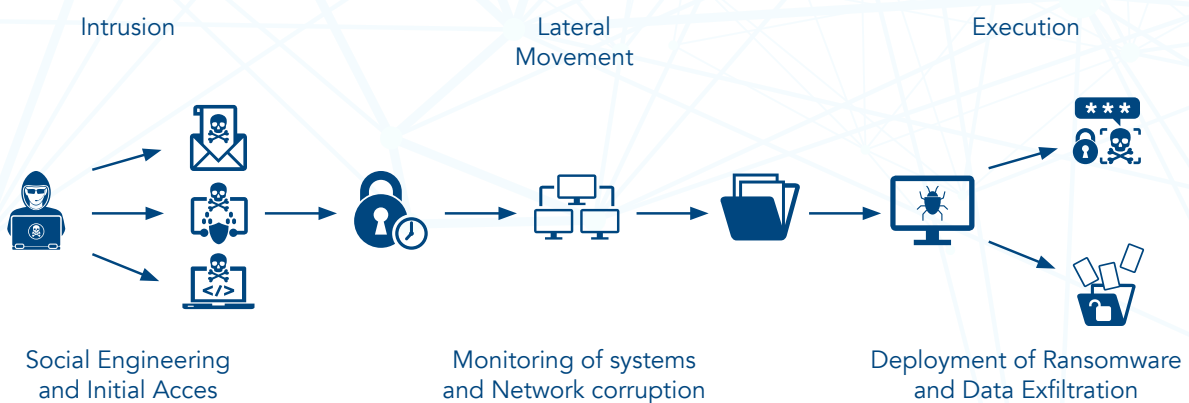 Intrusion
Lateral
Movement
Execution
***
</>
Social Engineering
and Initial Acces
Monitoring of systems
and Network corruption
Deployment of Ransomware
and Data Exfiltration